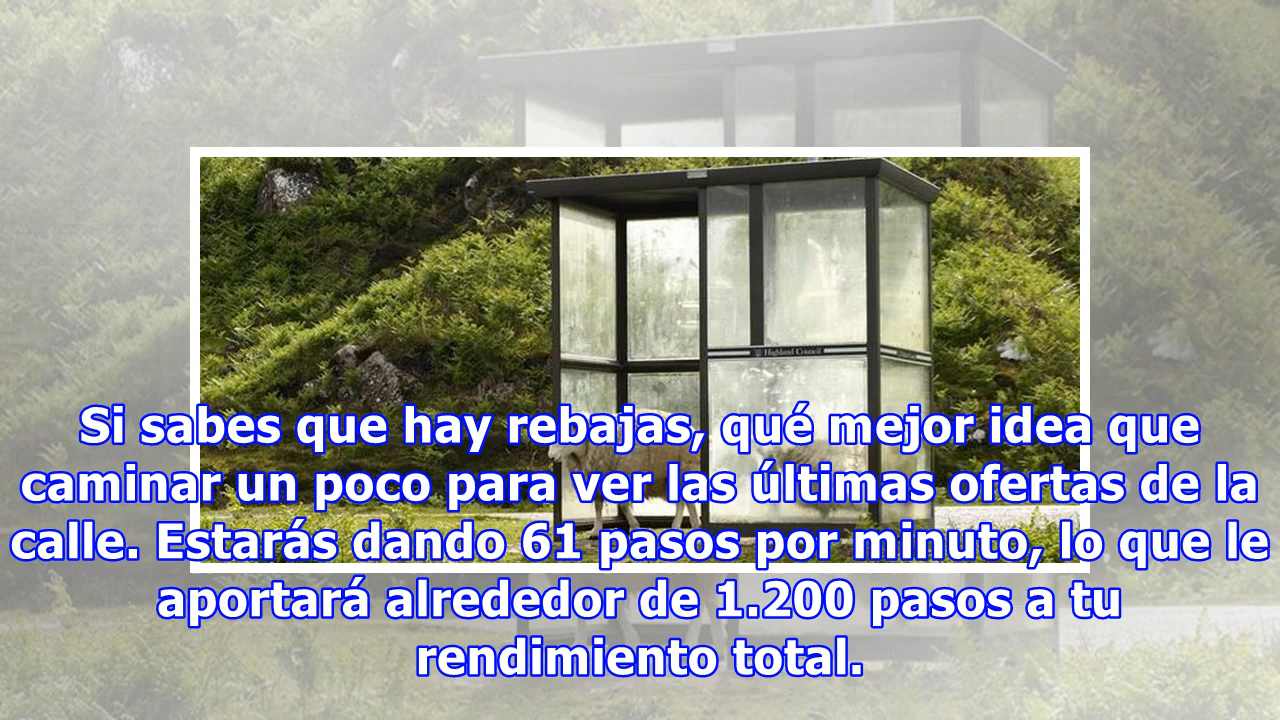 Highland Council
Si sabes que hay rebajas, qué mejor idea que
caminar un poco para ver las últimas ofertas de la
calle. Estarás dando 61 pasos por minuto, lo que le
aportará alrededor de 1.200 pasos a tu
rendimiento total.